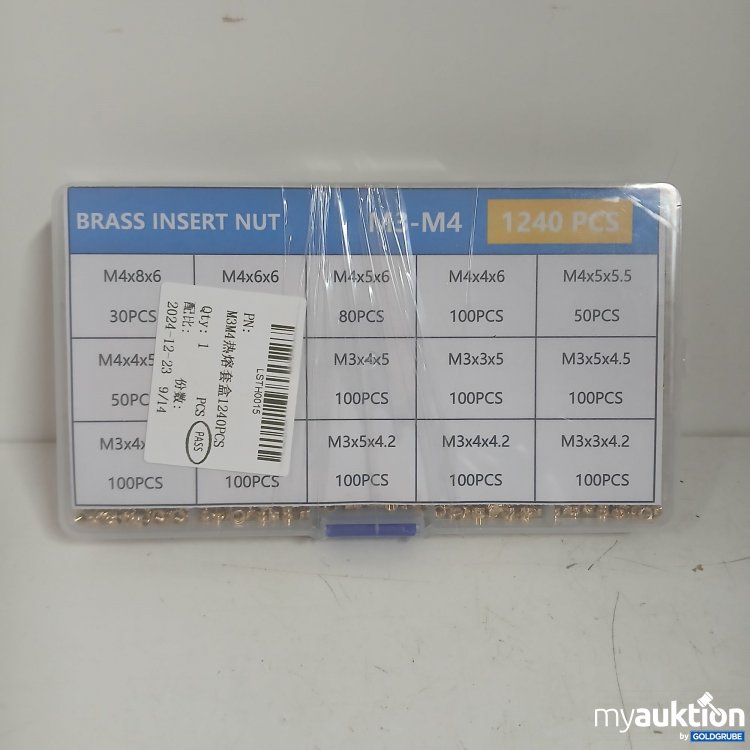 BRASS INSERT NUT M3-M4 1240 PCS
M4x8x6 M4x6x6 M4x5x6 M4x4x6 M4x5x5.5
30PCS 80PCS 100PCS 50PCS
M4x4x5 M3x4x5 M3x3x5 M3x5x4.5
50PC 100PCS 100PCS 100PCS
M3x4x M3x5x4.2 M3x4x4.2 M3x3x4.2
100PCS 100PCS 100PCS 100PCS 100PCS
LSTH0015
PN:
M3M4热熔套盒1240PCS
Qty: 1 PCS PASS
配比: 份数:
2024-12-23 9/14
myauktion
by GOLDGRUBE